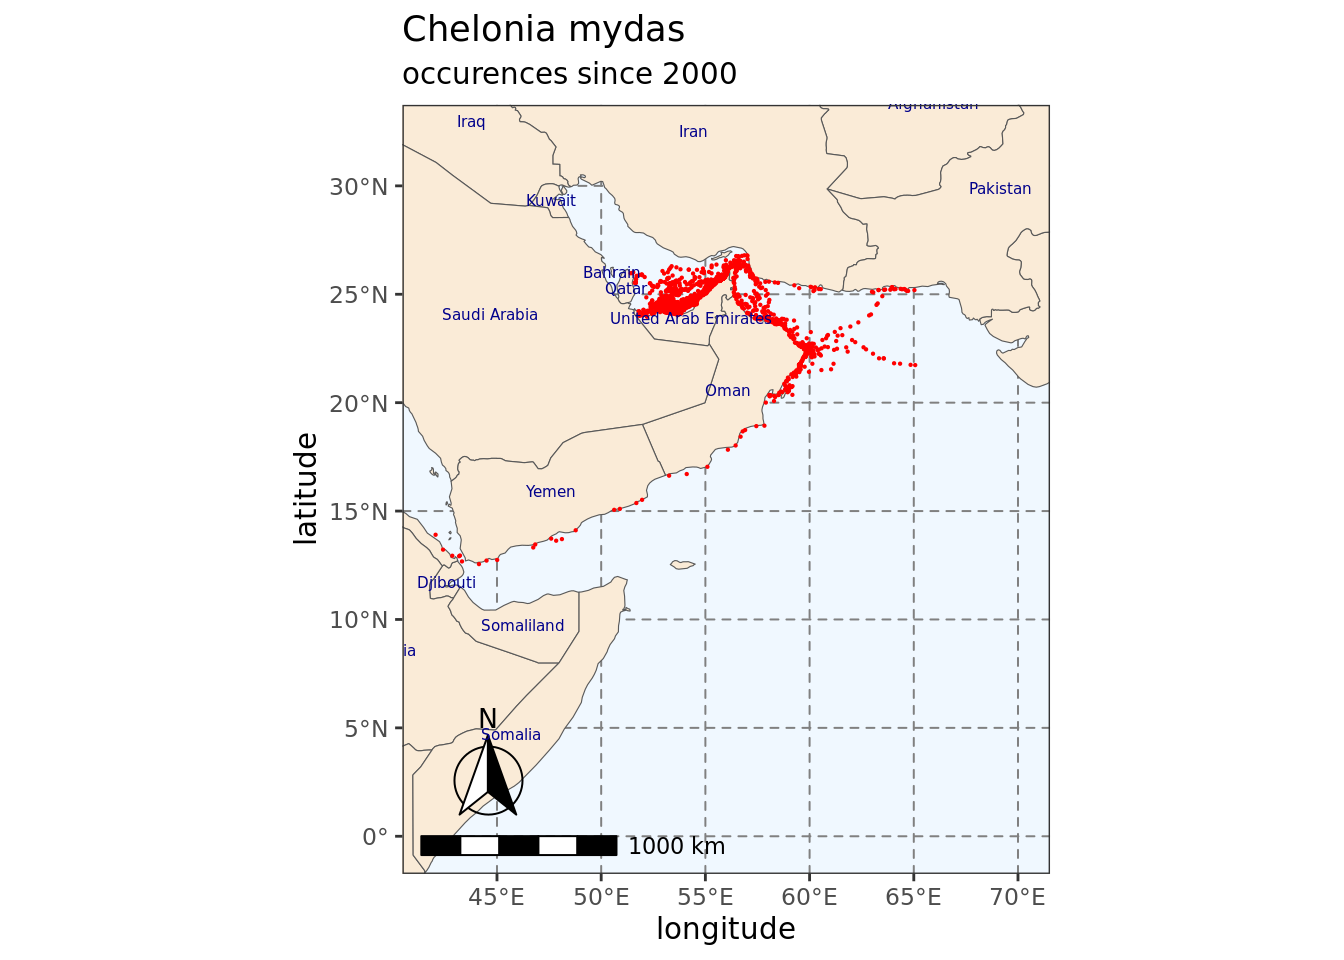 Chelonia mydas
occurences since 2000
Afghanistan
Iraq
Iran
30°N
Pakistan
Kuwait
Bahrain
Qatar
25°N
Saudi Arabia
United Arab Emirates
Oman
20°N
latitude
Yemen
15°N
Djibouti
10°N
Somaliland
ia
N
5°N
Somalia
0°
1000 km
45°E
50°E
55°E
60°E
65°E
70°E
longitude